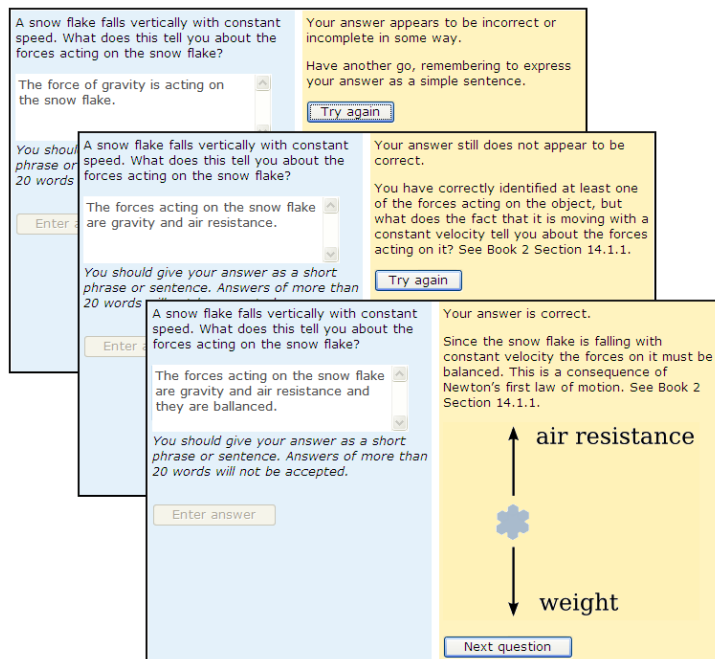 A snow flake falls vertically with constant
speed. What does this tell you about the
forces acting on the snow flake?
The force of gravity is acting on
the snow flake.
You shoul
phrase or
20 words
Enter a
Your answer appears to be incorrect or
incomplete in some way.
Have another go, remembering to express
your answer as a simple sentence.
Try again
A snow flake falls vertically with constant
speed. What does this tell you about the
forces acting on the snow flake?
The forces acting on the snow flake
are gravity and air resistance.
You should give your answer as a short
phrase or sentence. Answers of more than
20 words
Enter a
Your answer still does not appear to be
correct.
You have correctly identified at least one
of the forces acting on the object, but
what does the fact that it is moving with a
constant velocity tell you about the forces
acting on it? See Book 2 Section 14.1.1.
Try again
A snow flake falls vertically with constant
speed. What does this tell you about the
forces acting on the snow flake?
The forces acting on the snow flake
are gravity and air resistance and
they are ballanced.
You should give your answer as a short
phrase or sentence. Answers of more than
20 words will not be accepted.
Enter answer
Your answer is correct.
Since the snow flake is falling with
constant velocity the forces on it must be
balanced. This is a consequence of
Newton's first law of motion. See Book 2
Section 14.1.1.
air resistance
weight
Next question